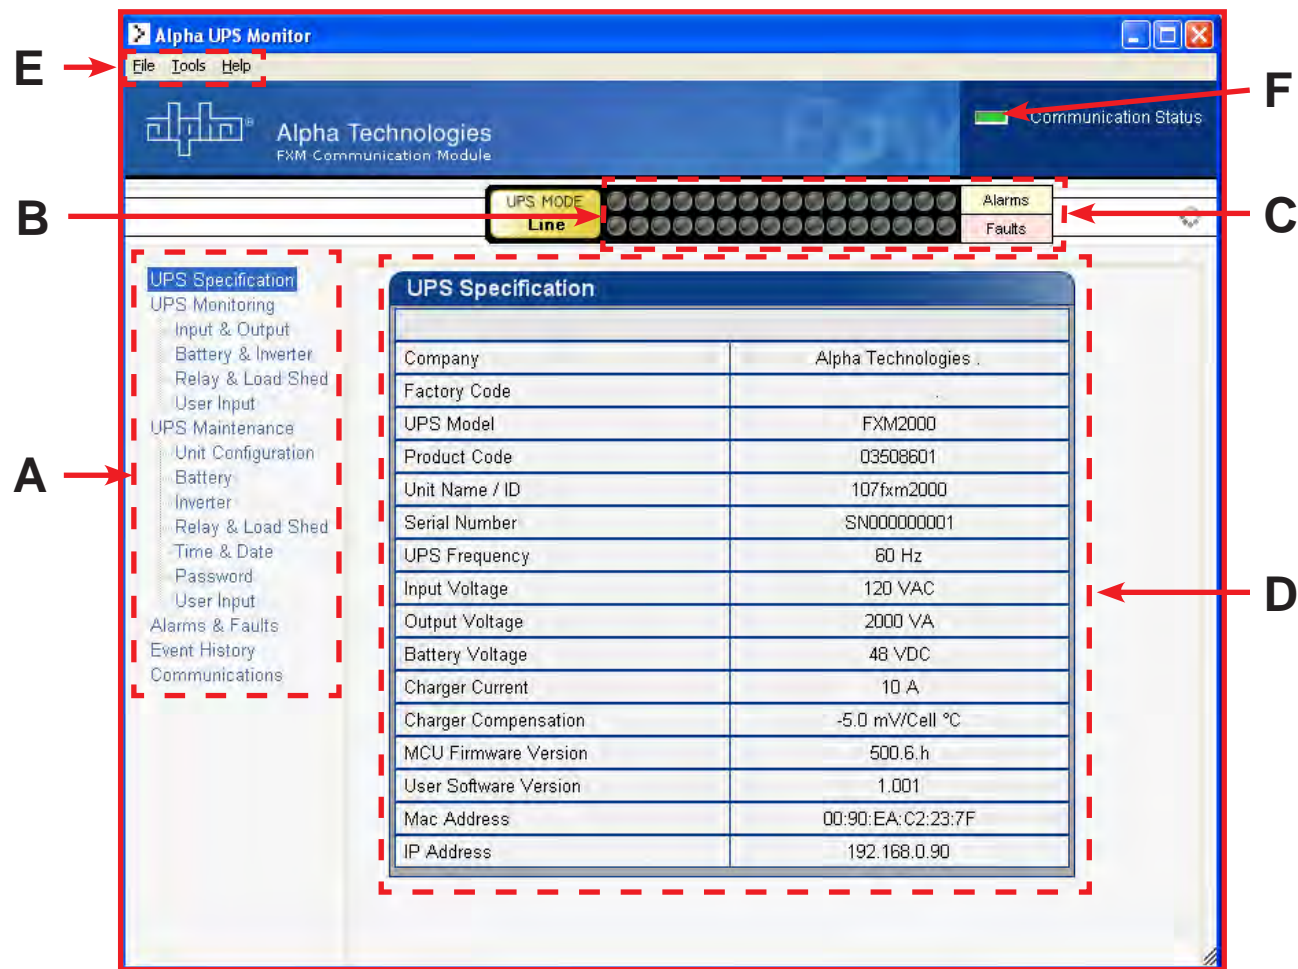 Alpha UPS Monitor
E
File Tools Help
F
alpha®
Alpha Technologies
FXM Communication Module
Communication Status
B
UPS MODE
Line
Alarms
Faults
C
A
UPS Specification
UPS Monitoring
Input & Output
Battery & Inverter
Relay & Load Shed
User Input
UPS Maintenance
Unit Configuration
Battery
Inverter
Relay & Load Shed
Time & Date
Password
User Input
Alarms & Faults
Event History
Communications
UPS Specification
Company Alpha Technologies .
Factory Code .
UPS Model FXM2000
Product Code 03508601
Unit Name / ID 107fxm2000
Serial Number SN000000001
UPS Frequency 60 Hz
Input Voltage 120 VAC
Output Voltage 2000 VA
Battery Voltage 48 VDC
Charger Current 10 A
Charger Compensation -5.0 mV/Cell °C
MCU Firmware Version 500.6.h
User Software Version 1.001
Mac Address 00:90:EA:C2:23:7F
IP Address 192.168.0.90
D